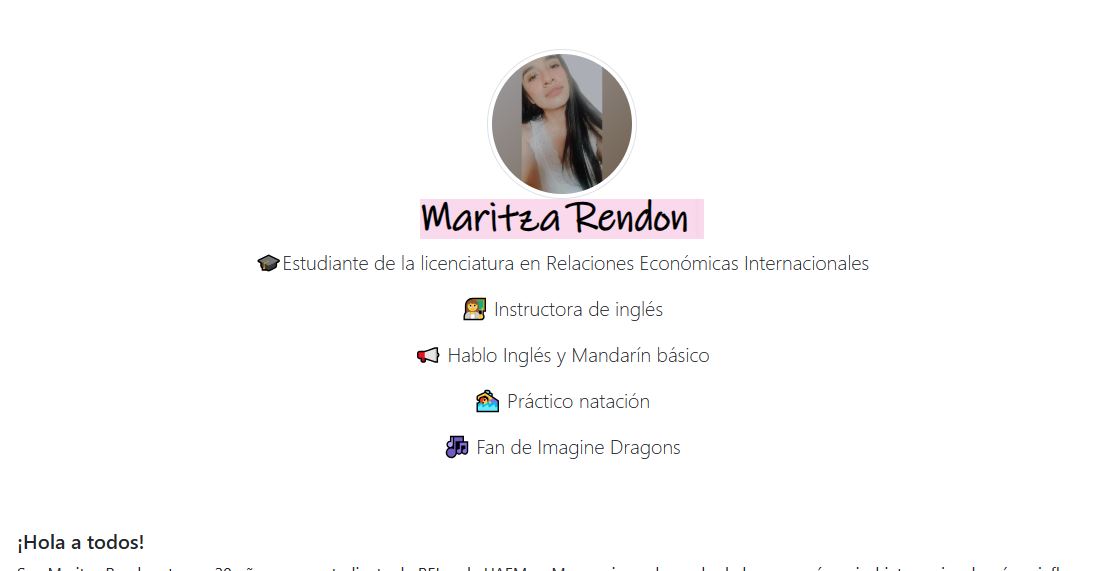 Maritza Rendon
Estudiante de la licenciatura en Relaciones Económicas Internacionales
Instructora de inglés
Hablo Inglés y Mandarín básico
Práctico natación
Fan de Imagine Dragons
¡Hola a todos!